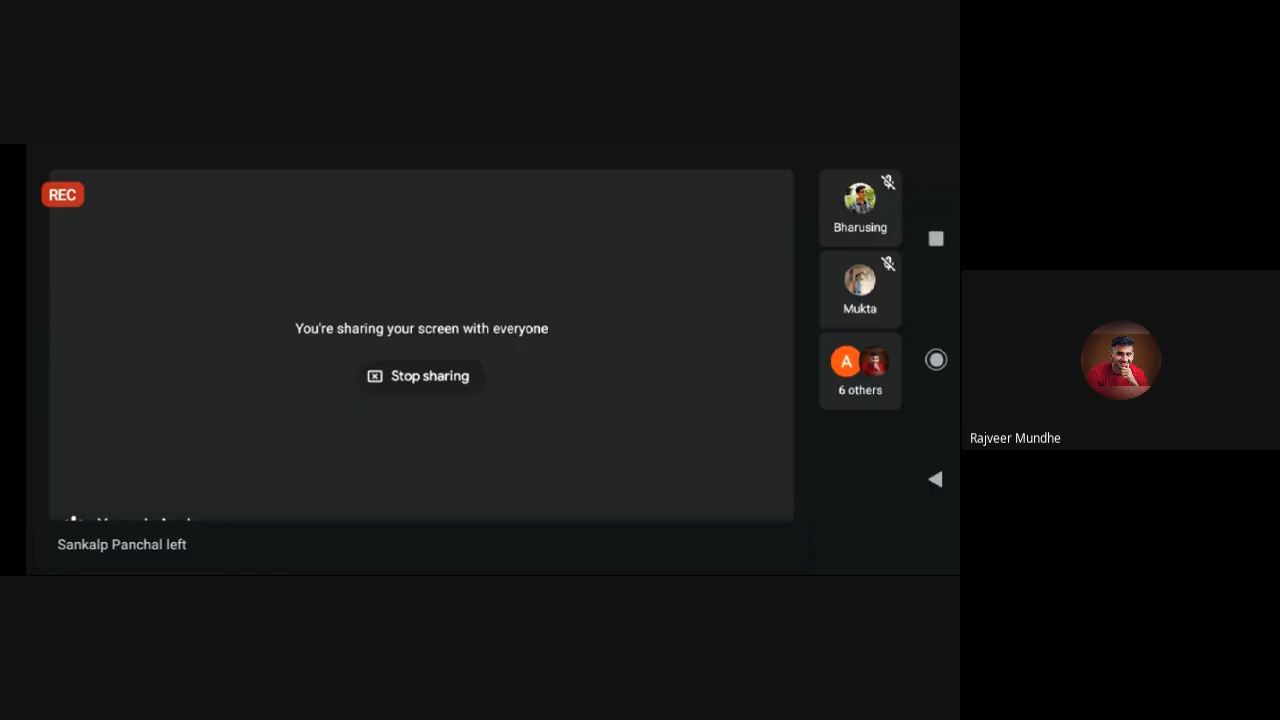 REC
You're sharing your screen with everyone
Stop sharing
Bharusing
Mukta
A
6 others
Sankalp Panchal left
Rajveer Mundhe